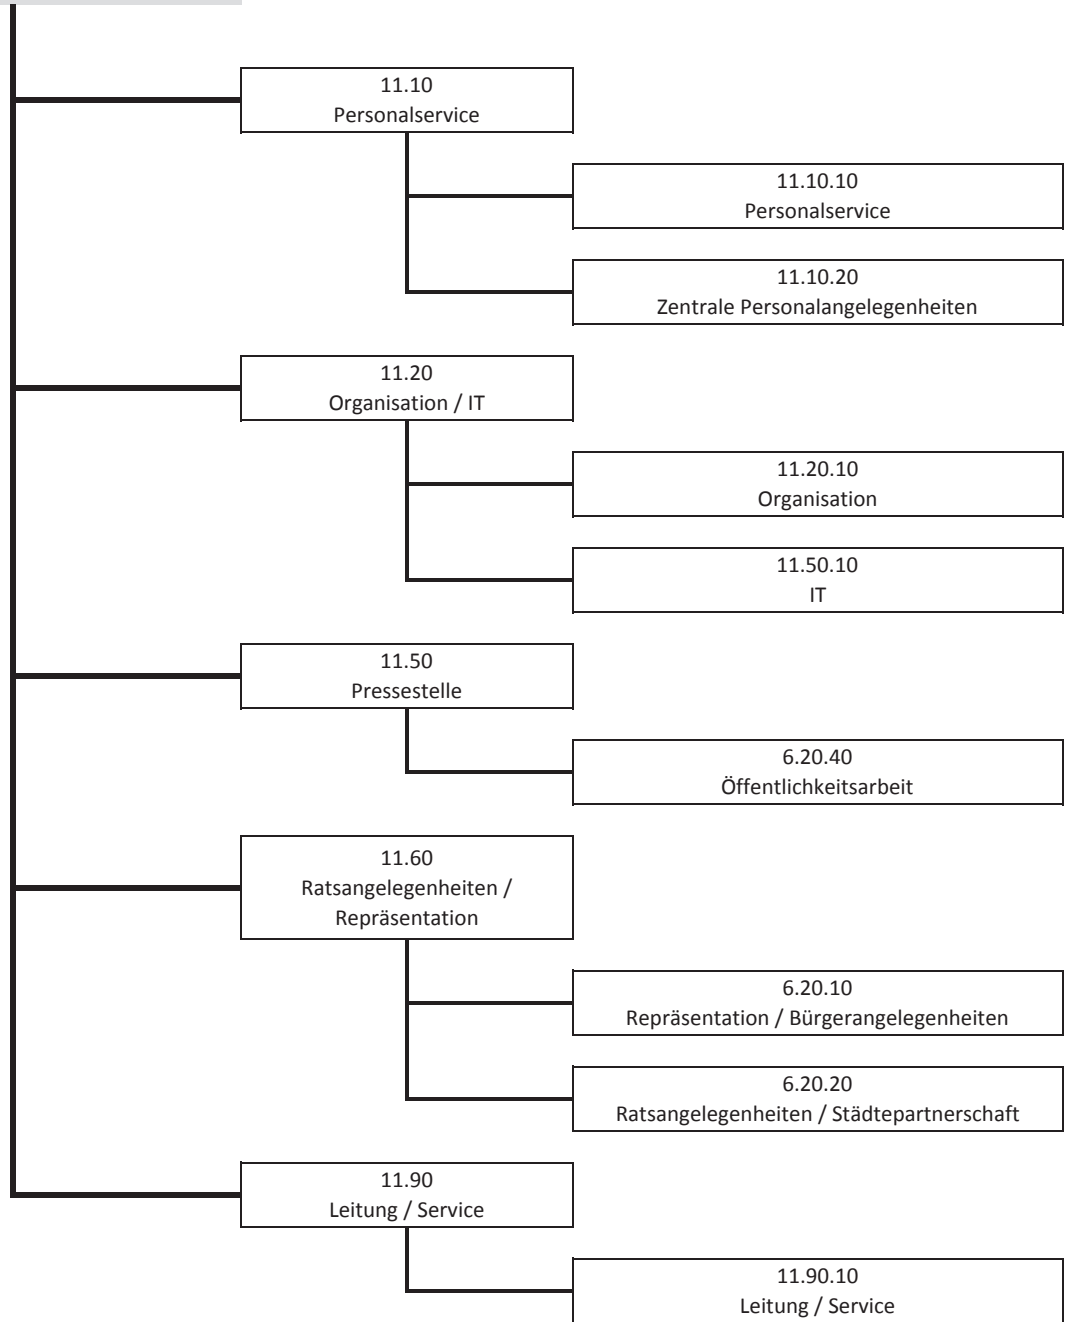 11.10
Personalservice
11.10.10
Personalservice
11.10.20
Zentrale Personalangelegenheiten
11.20
Organisation / IT
11.20.10
Organisation
11.50.10
IT
11.50
Pressestelle
6.20.40
Öffentlichkeitsarbeit
11.60
Ratsangelegenheiten /
Repräsentation
6.20.10
Repräsentation / Bürgerangelegenheiten
6.20.20
Ratsangelegenheiten / Städtepartnerschaft
11.90
Leitung / Service
11.90.10
Leitung / Service